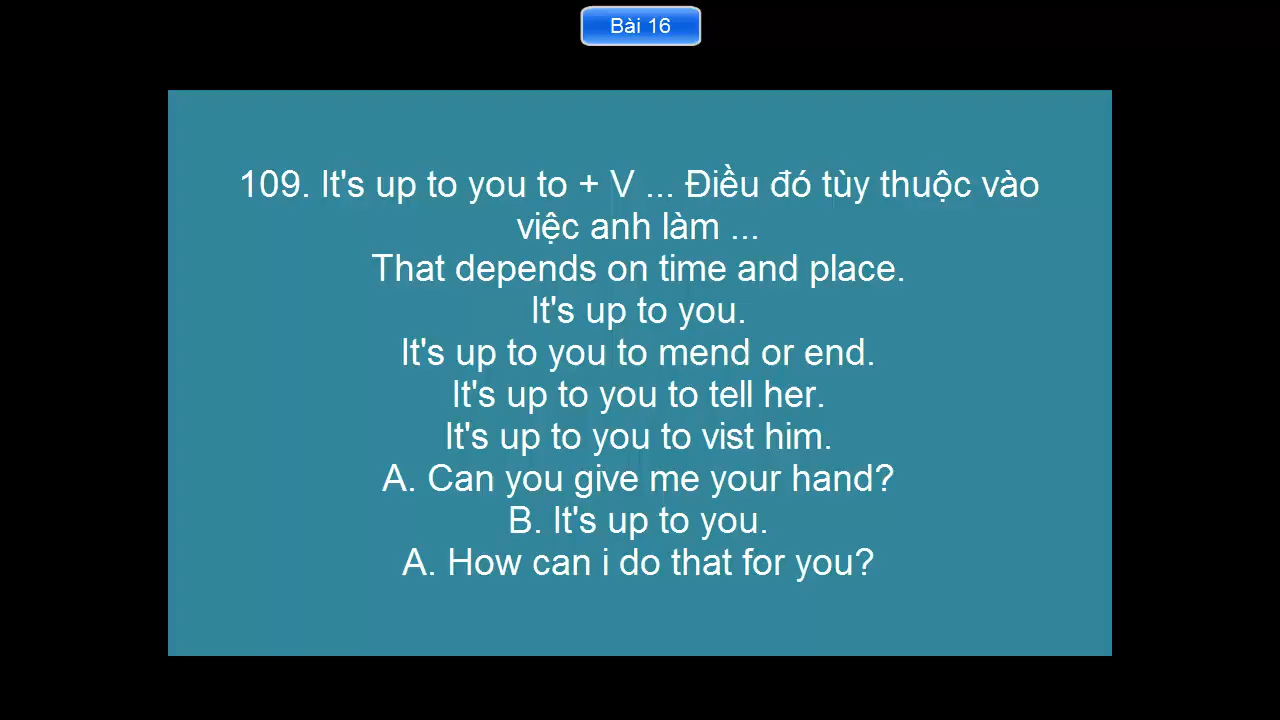 Bài 16
109. It's up to you to + V ... Điều đó tùy thuộc vào
việc anh làm ...
That depends on time and place.
It's up to you.
It's up to you to mend or end.
It's up to you to tell her.
It's up to you to vist him.
A. Can you give me your hand?
B. It's up to you.
A. How can i do that for you?